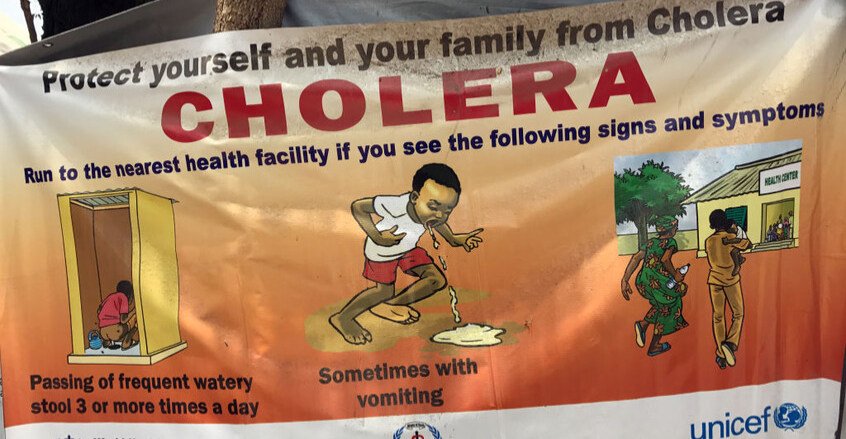 Protect yourself and your family from Cholera
CHOLERA
Run to the nearest health facility if you see the following signs and symptoms
HEALTH CENTER
Passing of frequent watery
stool 3 or more times a day
Sometimes with
vomiting
unicef